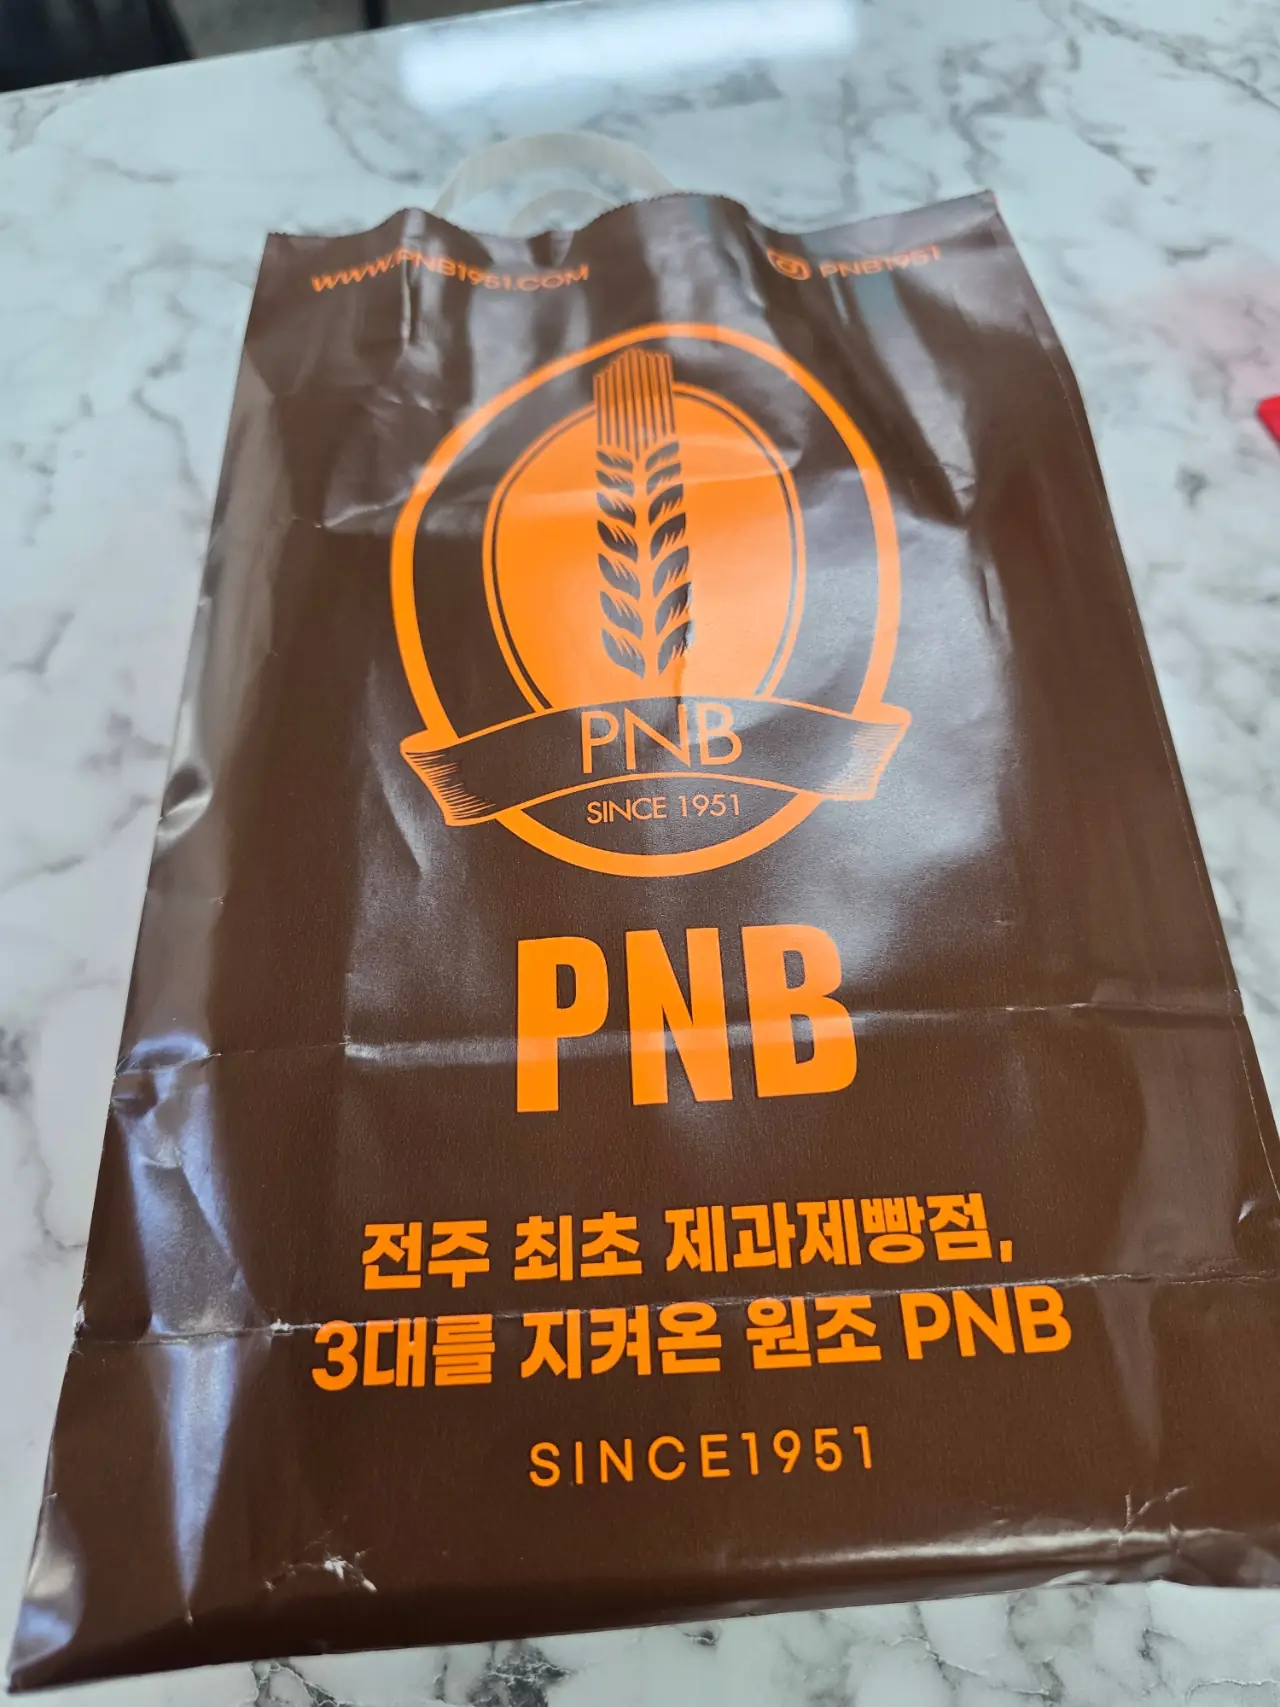 WWW.PNB1951.COM
PNB1951
PNB
SINCE 1951
PNB
전주 최초 제과제빵점,
3대를 지켜온 원조 PNB
SINCE1951